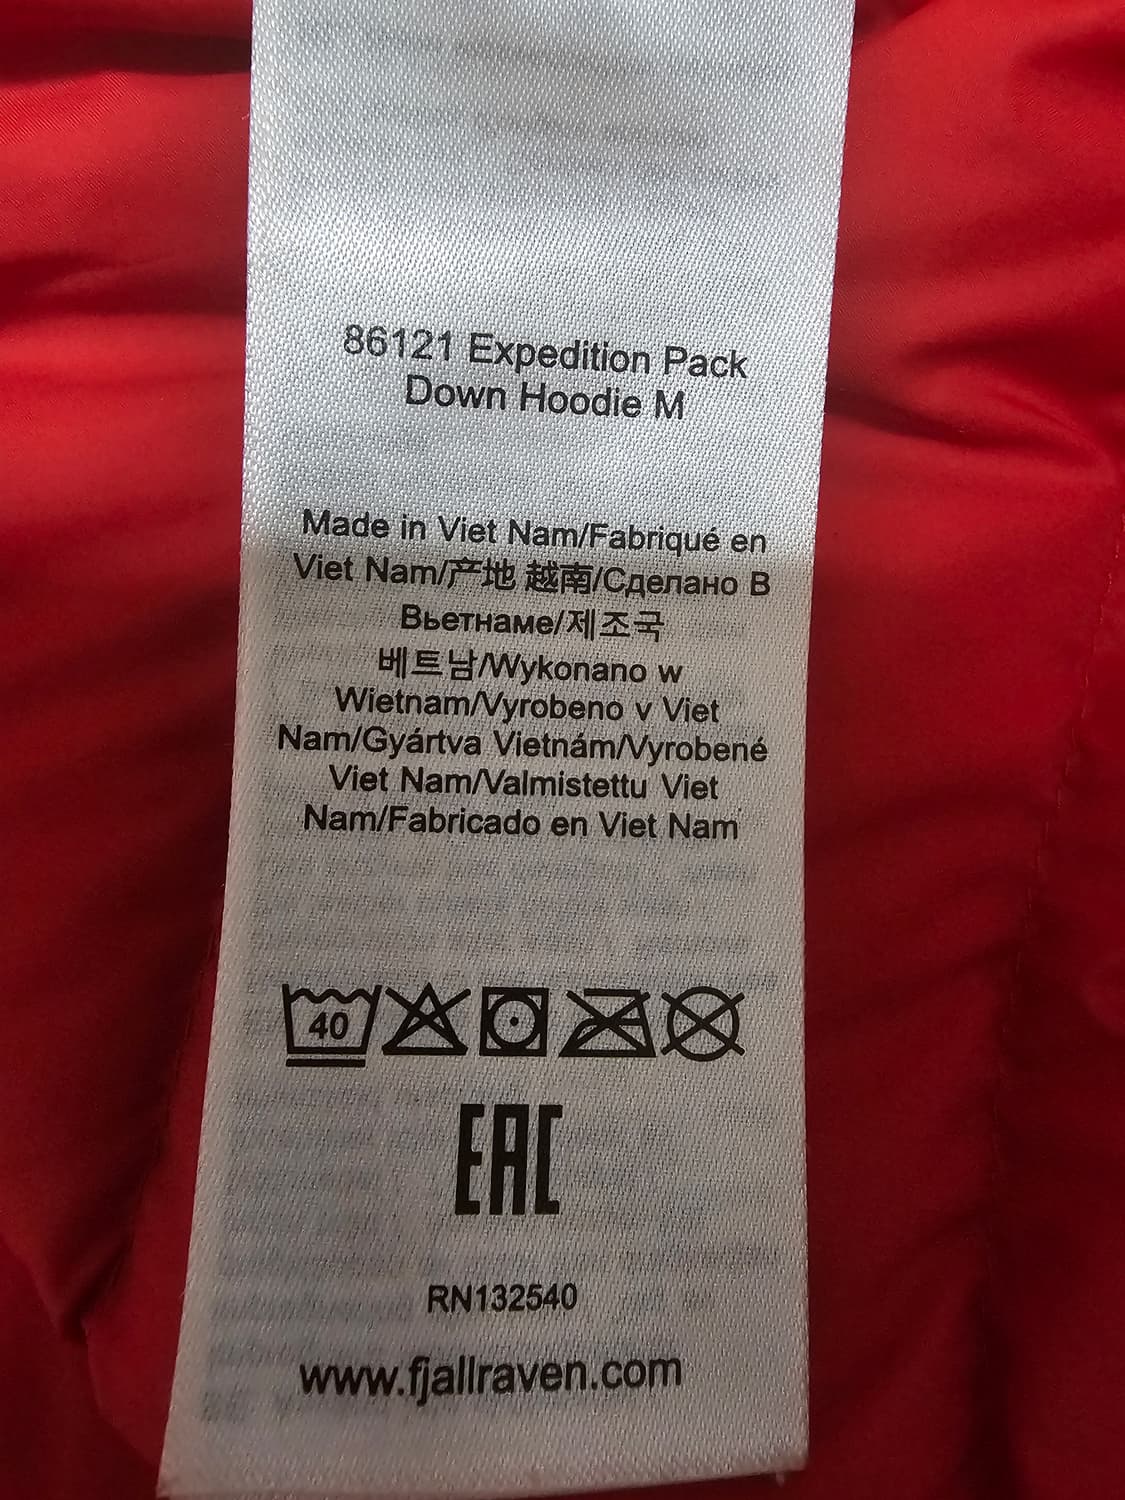 86121 Expedition Pack
Down Hoodie M
Made in Viet Nam/Fabriqué en
Viet Nam/产地 越南/Сделано В
Вьетнаме/제조국
베트남/Wykonano w
Wietnam/Vyrobeno v Viet
Nam/Gyártva Vietnám/Vyrobené
Viet Nam/Valmistettu Viet
Nam/Fabricado en Viet Nam
40
EAC
RN132540
www.fjallraven.com